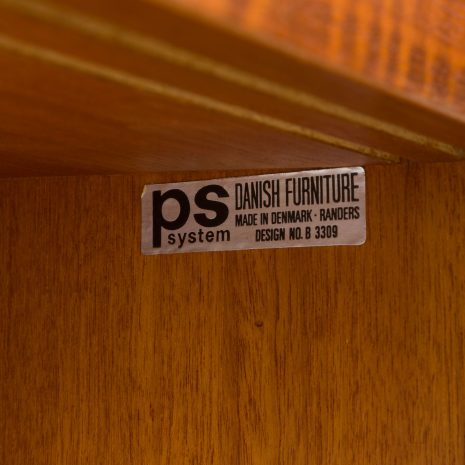 ps system
DANISH FURNITURE
MADE IN DENMARK · RANDERS
DESIGN NO. B 3309